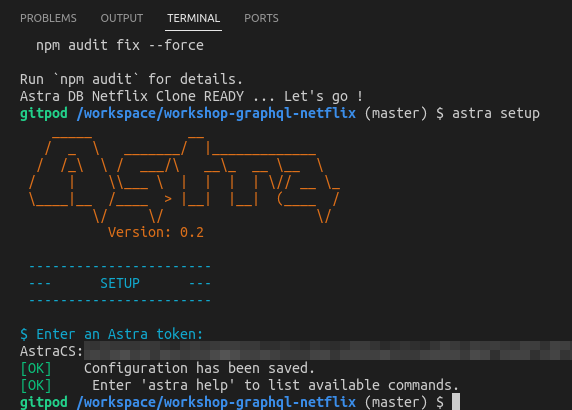 PROBLEMS OUTPUT TERMINAL PORTS
npm audit fix --force
Run `npm audit` for details.
Astra DB Netflix Clone READY ... Let's go !
gitpod /workspace/workshop-graphql-netflix (master) $ astra setup
Astra
Version: 0.2
-----------------------
--- SETUP ---
-----------------------
$ Enter an Astra token:
AstraCS:
[OK] Configuration has been saved.
[OK] Enter 'astra help' to list available commands.
gitpod /workspace/workshop-graphql-netflix (master) $